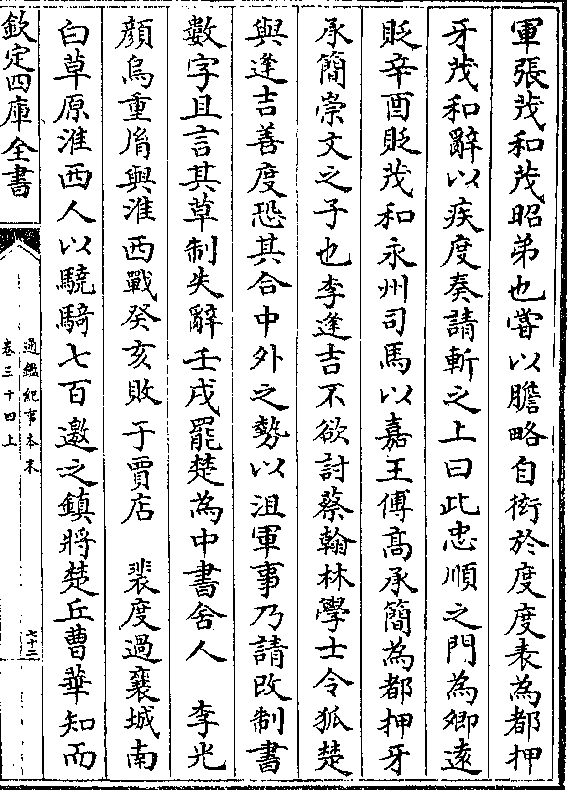 軍張茂和茂昭弟也嘗以膽略自衒於度度表為都押
牙茂和辭以疾度奏請斬之上曰此忠順之門為卿逺
貶辛酉貶茂和永州司馬以嘉王傅髙承簡為都押牙
承簡崇文之子也李逢吉不欲討蔡翰林學士令狐楚
與逢吉善度恐其合中外之勢以沮軍事乃請改制書
數字且言其草制失辭壬戌罷楚為中書舍人　李光
顔烏重胤與淮西戰癸亥敗于賈店　裴度過襄城南
白草原淮西人以驍騎七百邀之鎮將楚丘曹華知而
欽定四庫全書
通鑑紀事本末
卷三十四上
七十三